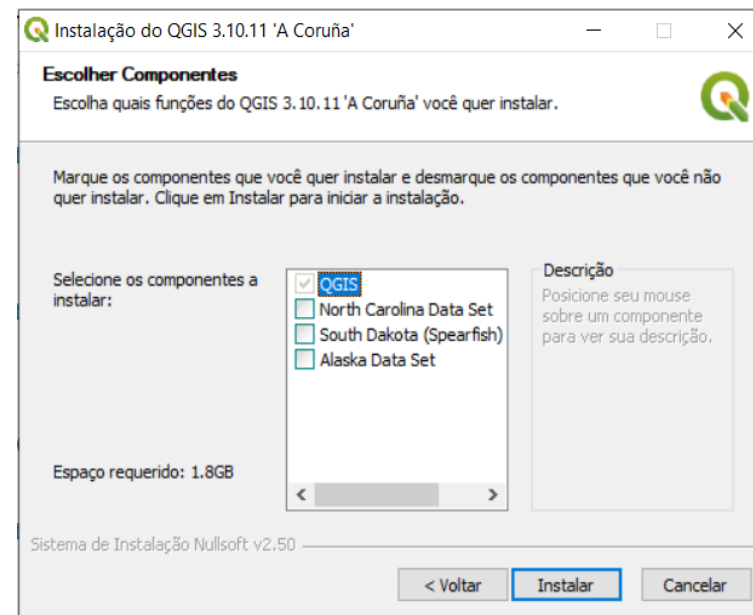 Instalação do QGIS 3.10.11 'A Coruña'
Escolher Componentes
Escolha quais funções do QGIS 3.10.11 'A Coruña' você quer instalar.
Marque os componentes que você quer instalar e desmarque os componentes que você não
quer instalar. Clique em Instalar para iniciar a instalação.
Selecione os componentes a
instalar:
QGIS
North Carolina Data Set
South Dakota (Spearfish)
Alaska Data Set
Descrição
Posicione seu mouse
sobre um componente
para ver sua descrição.
Espaço requerido: 1.8GB
Sistema de Instalação Nullsoft v2.50
< Voltar
Instalar
Cancelar